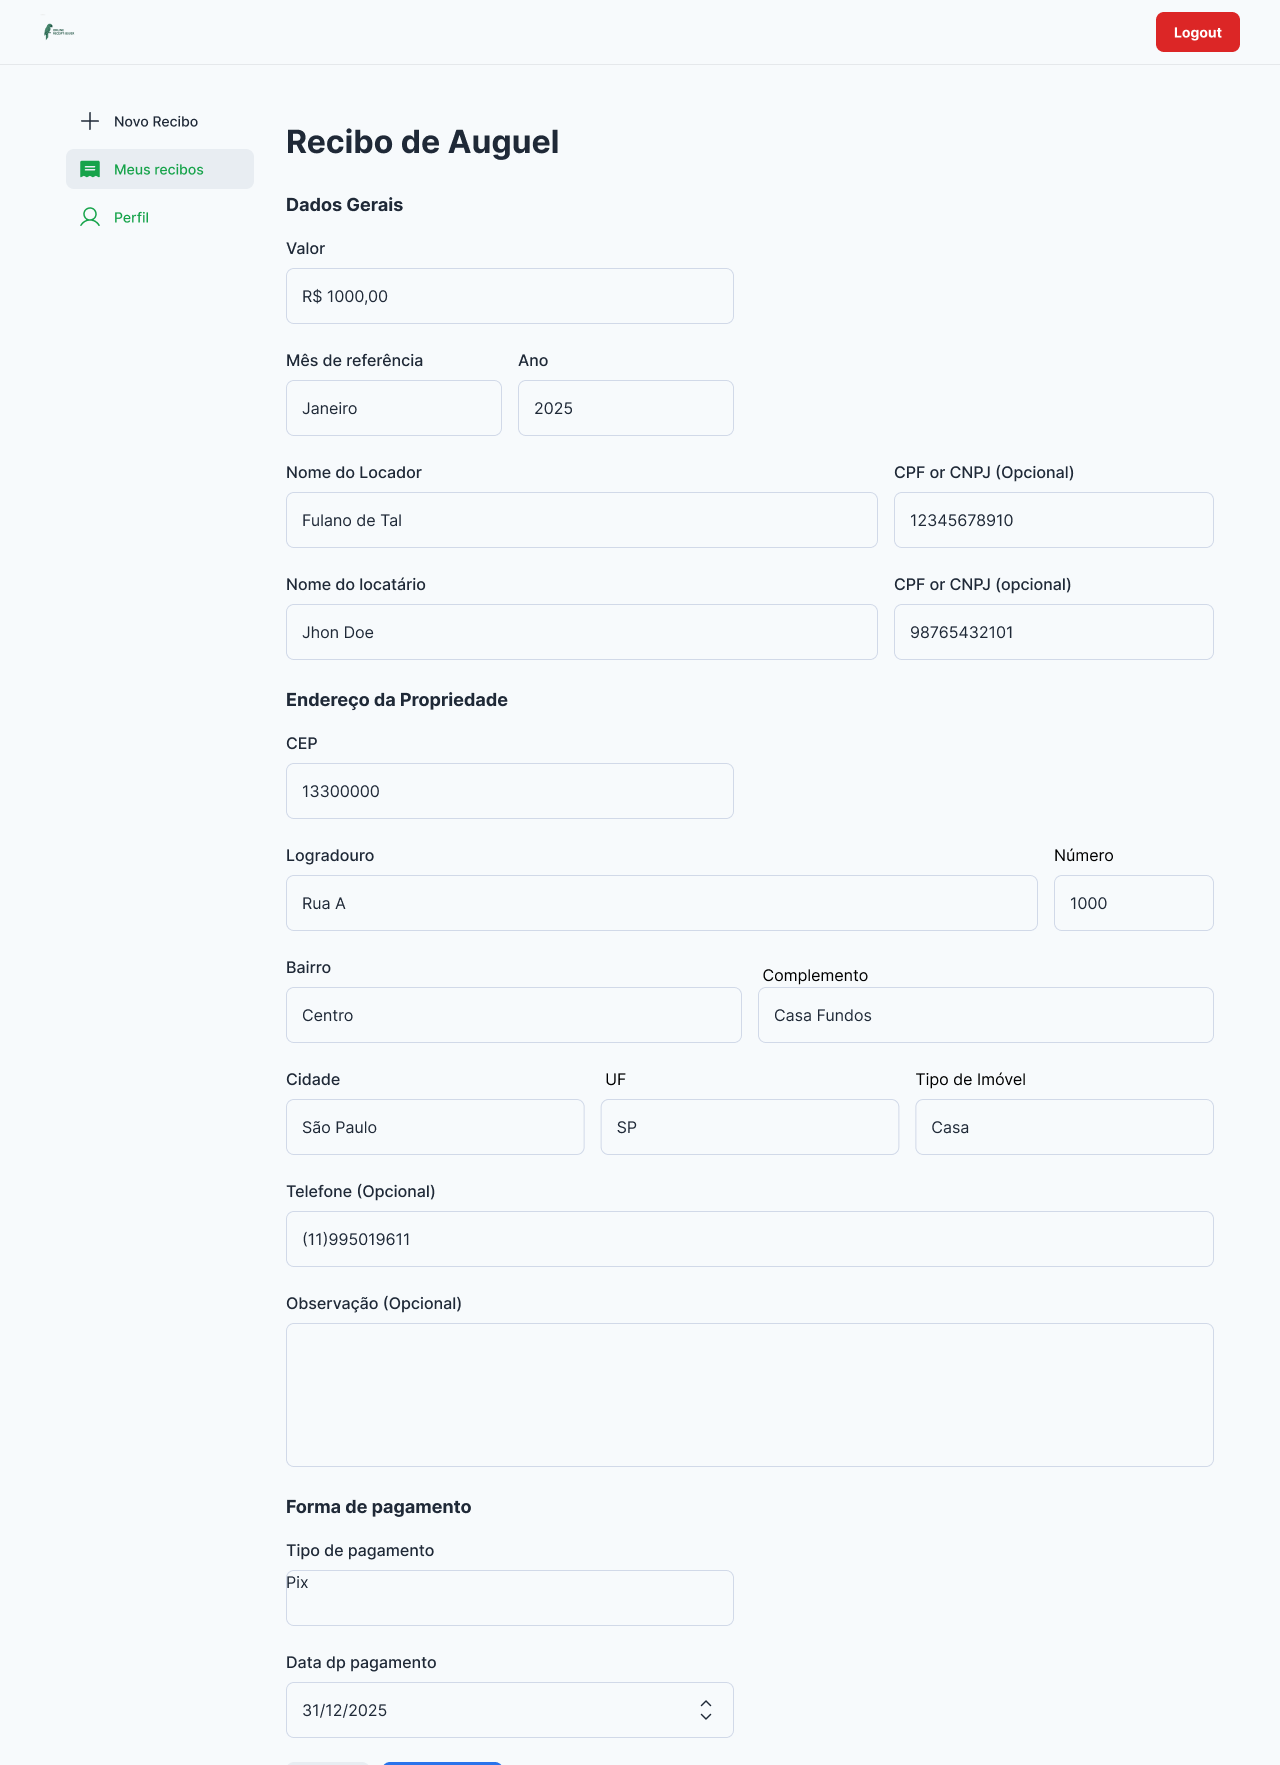 Logout
Novo Recibo
Meus recibos
Perfil
Recibo de Auguel
Dados Gerais
Valor
R$ 1000,00
Mês de referência
Ano
Janeiro
2025
Nome do Locador
CPF or CNPJ (Opcional)
Fulano de Tal
12345678910
Nome do locatário
CPF or CNPJ (opcional)
Jhon Doe
98765432101
Endereço da Propriedade
CEP
13300000
Logradouro
Número
Rua A
1000
Bairro
Complemento
Centro
Casa Fundos
Cidade
UF
Tipo de Imóvel
São Paulo
SP
Casa
Telefone (Opcional)
(11)995019611
Observação (Opcional)
Forma de pagamento
Tipo de pagamento
Pix
Data dp pagamento
31/12/2025